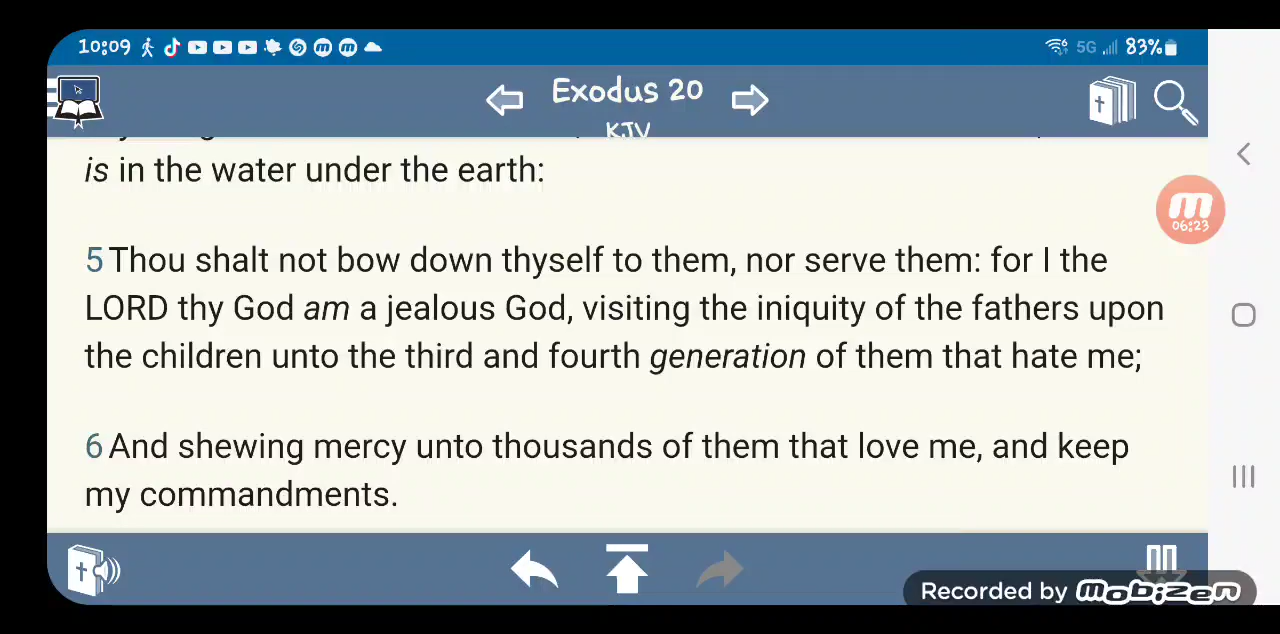 10:09
5G 83%
Exodus 20
KJV
is in the water under the earth:
06:23
5 Thou shalt not bow down thyself to them, nor serve them: for I the
LORD thy God am a jealous God, visiting the iniquity of the fathers upon
the children unto the third and fourth generation of them that hate me;
6 And shewing mercy unto thousands of them that love me, and keep
my commandments.
Recorded by mobizen